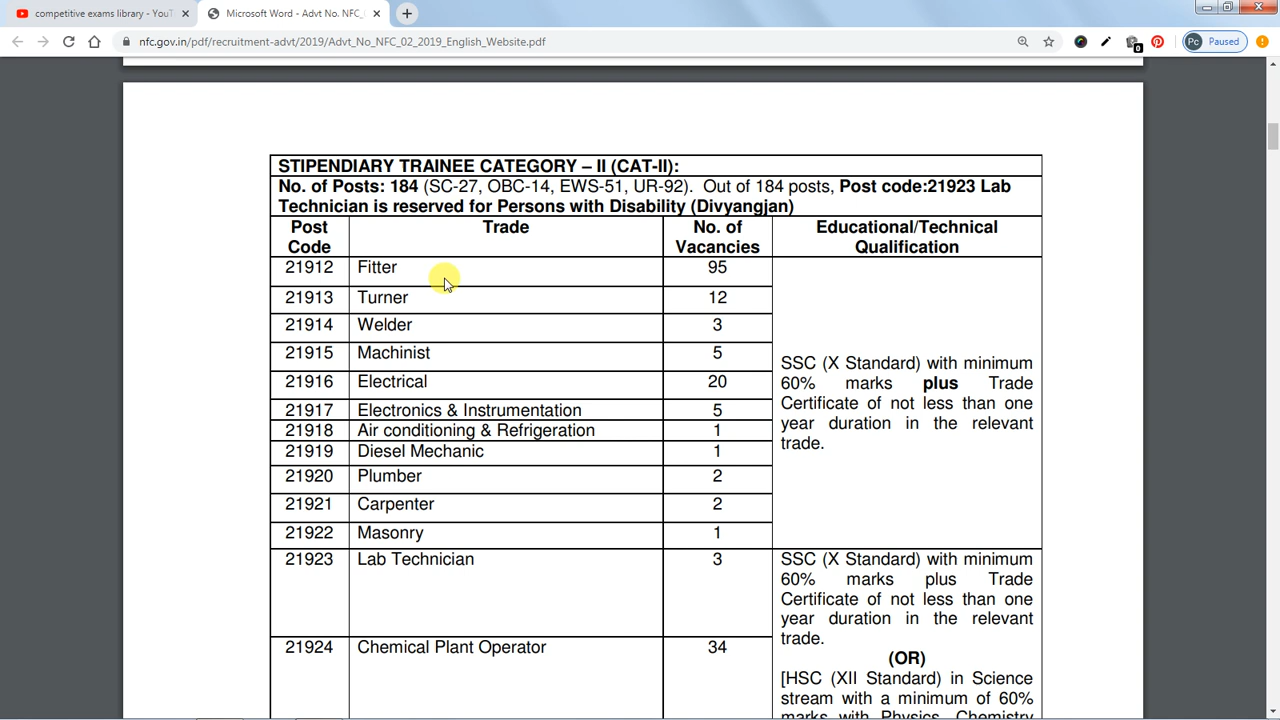 competitive exams library - YouT
Microsoft Word - Advt No. NFC_
nfc.gov.in/pdf/recruitment-advt/2019/Advt_No_NFC_02_2019_English_Website.pdf
0
Pc Paused
STIPENDIARY TRAINEE CATEGORY – II (CAT-II):
No. of Posts: 184 (SC-27, OBC-14, EWS-51, UR-92). Out of 184 posts, Post code:21923 Lab
Technician is reserved for Persons with Disability (Divyangjan)
Post Code Trade No. of Vacancies Educational/Technical Qualification
21912 Fitter 95
21913 Turner 12
21914 Welder 3
21915 Machinist 5
21916 Electrical 20
21917 Electronics & Instrumentation 5
21918 Air conditioning & Refrigeration 1
21919 Diesel Mechanic 1
21920 Plumber 2
21921 Carpenter 2
21922 Masonry 1
SSC (X Standard) with minimum
60% marks plus Trade
Certificate of not less than one
year duration in the relevant
trade.
21923 Lab Technician 3
21924 Chemical Plant Operator 34
SSC (X Standard) with minimum
60% marks plus Trade
Certificate of not less than one
year duration in the relevant
trade.
(OR)
[HSC (XII Standard) in Science
stream with a minimum of 60%
marks with Physics, Chemistry